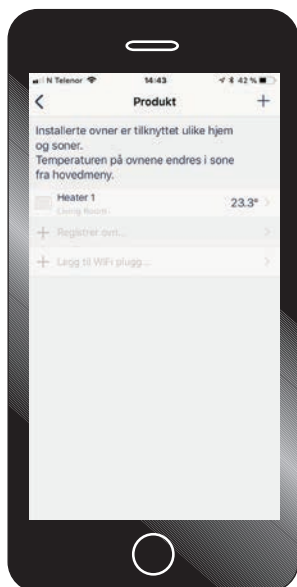 N Telenor 14:43 42 %
Produkt
Installerte ovner er tilknyttet ulike hjem
og soner.
Temperaturen på ovnene endres i sone
fra hovedmeny.
Heater 1 23.3°
Living Room
Registrer ovn...
Legg til WiFi plugg...